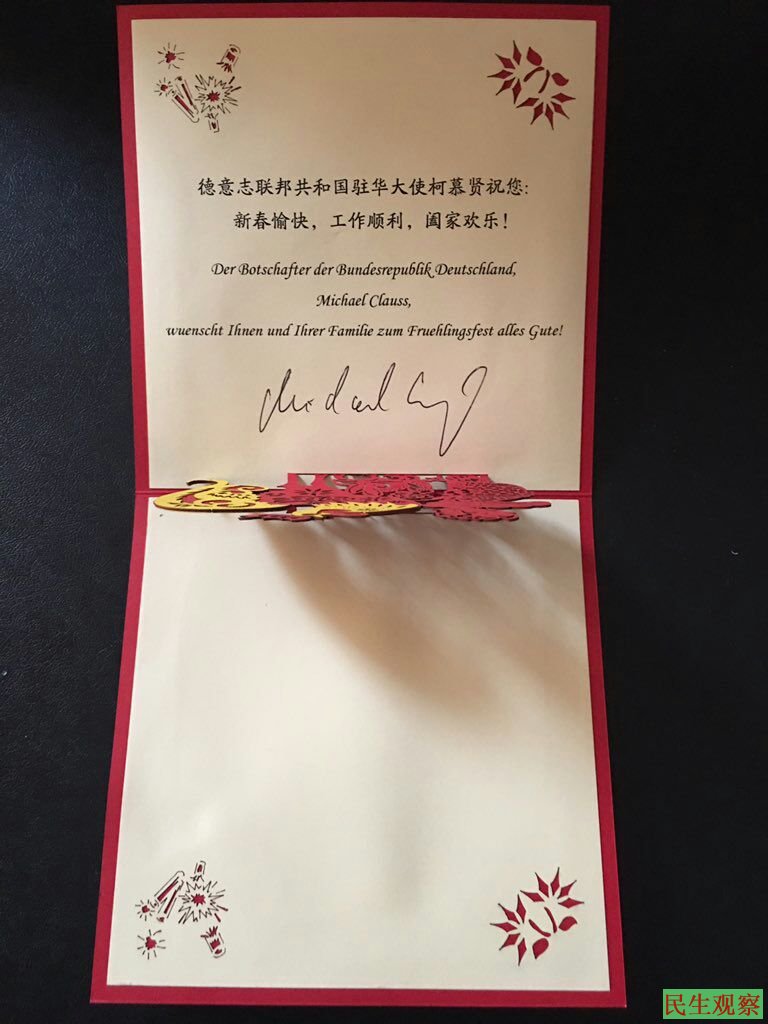 德意志联邦共和国驻华大使柯慕贤祝您:
新春愉快，工作顺利，阖家欢乐！
Der Botschafter der Bundesrepublik Deutschland,
Michael Clauss,
wuenscht Ihnen und Ihrer Familie zum Fruehlingsfest alles Gute!
民生观察